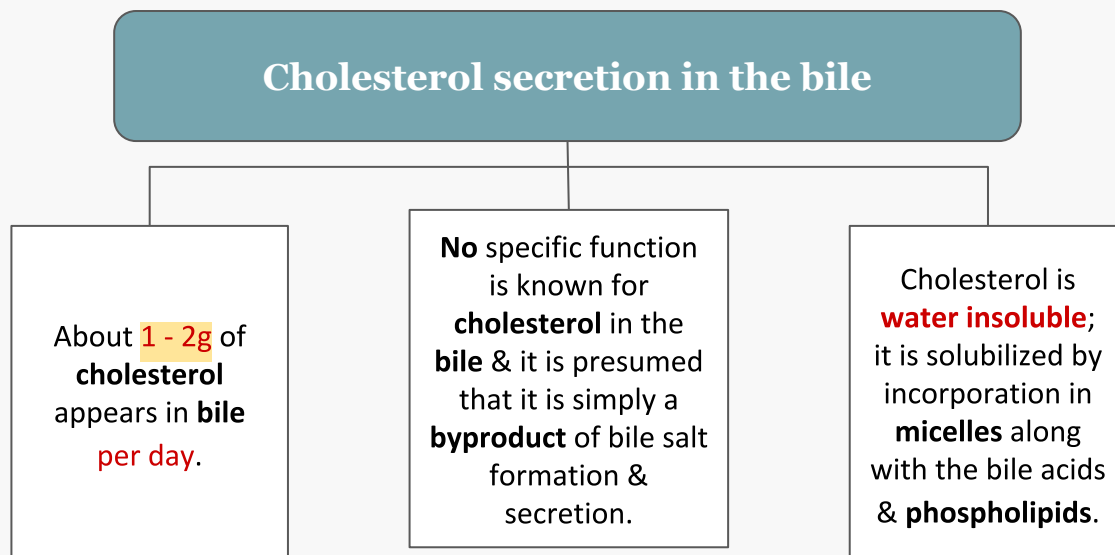 Cholesterol secretion in the bile
About 1 - 2g of
cholesterol
appears in bile
per day.
No specific function
is known for
cholesterol in the
bile & it is presumed
that it is simply a
byproduct of bile salt
formation &
secretion.
Cholesterol is
water insoluble;
it is solubilized by
incorporation in
micelles along
with the bile acids
& phospholipids.